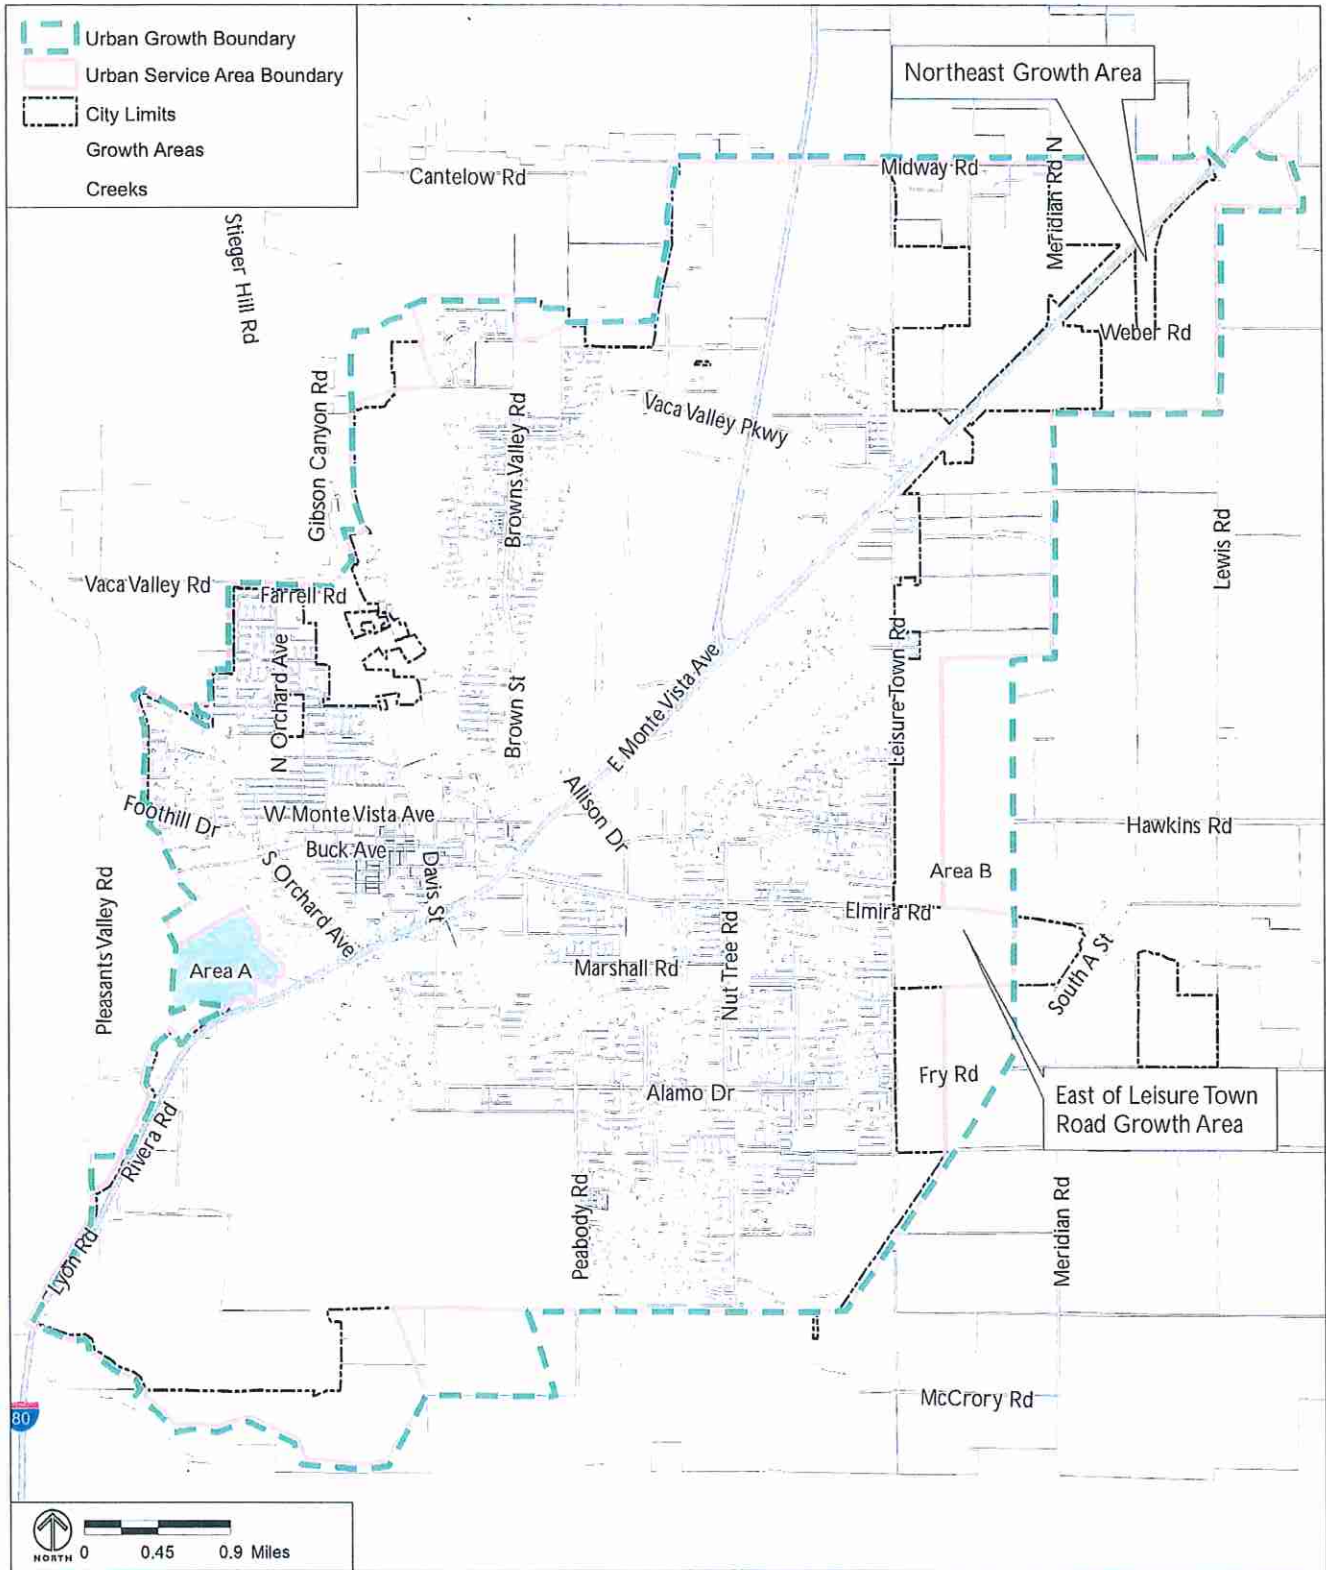 Urban Growth Boundary
Urban Service Area Boundary
City Limits
Growth Areas
Creeks
Northeast Growth Area
Midway Rd
Cantelow Rd
Meridian Rd N
Stieger Hill Rd
Weber Rd
Gibson Canyon Rd
Browns Valley Rd
Vaca Valley Pkwy
Lewis Rd
Vaca Valley Rd
Farrell Rd
N Orchard Ave
Brown St
E Monte Vista Ave
Leisure Town Rd
Foothill Dr
W Monte Vista Ave
Allison Dr
Hawkins Rd
Buck Ave
Davis St
S Orchard Ave
Area B
Pleasants Valley Rd
Elmira Rd
Area A
Marshall Rd
Nut Tree Rd
South A St
Fry Rd
Alamo Dr
East of Leisure Town
Road Growth Area
Rivera Rd
Peabody Rd
Meridian Rd
Lyon Rd
McCrory Rd
80
NORTH
0 0.45 0.9 Miles